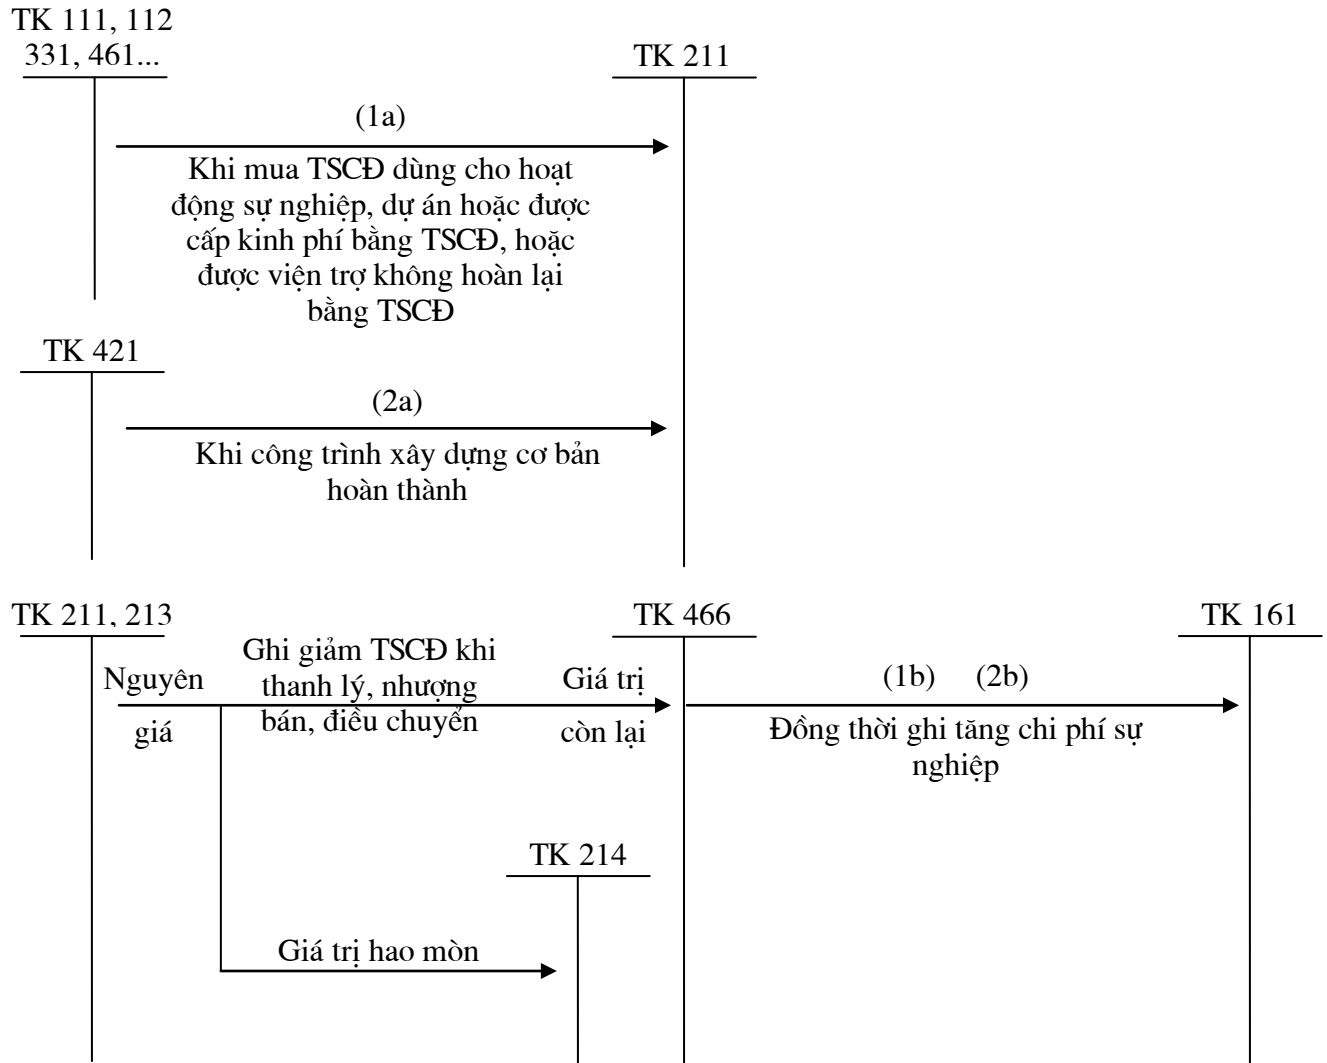 TK 111, 112
331, 461...
TK 211
(1a)
Khi mua TSCĐ dùng cho hoạt
động sự nghiệp, dự án hoặc được
cấp kinh phí bằng TSCĐ, hoặc
được viện trợ không hoàn lại
bằng TSCĐ
TK 421
(2a)
Khi công trình xây dựng cơ bản
hoàn thành
TK 211, 213
TK 466
TK 161
Nguyên
giá
Ghi giảm TSCĐ khi
thanh lý, nhượng
bán, điều chuyển
Giá trị
còn lại
(1b) (2b)
Đồng thời ghi tăng chi phí sự
nghiệp
TK 214
Giá trị hao mòn